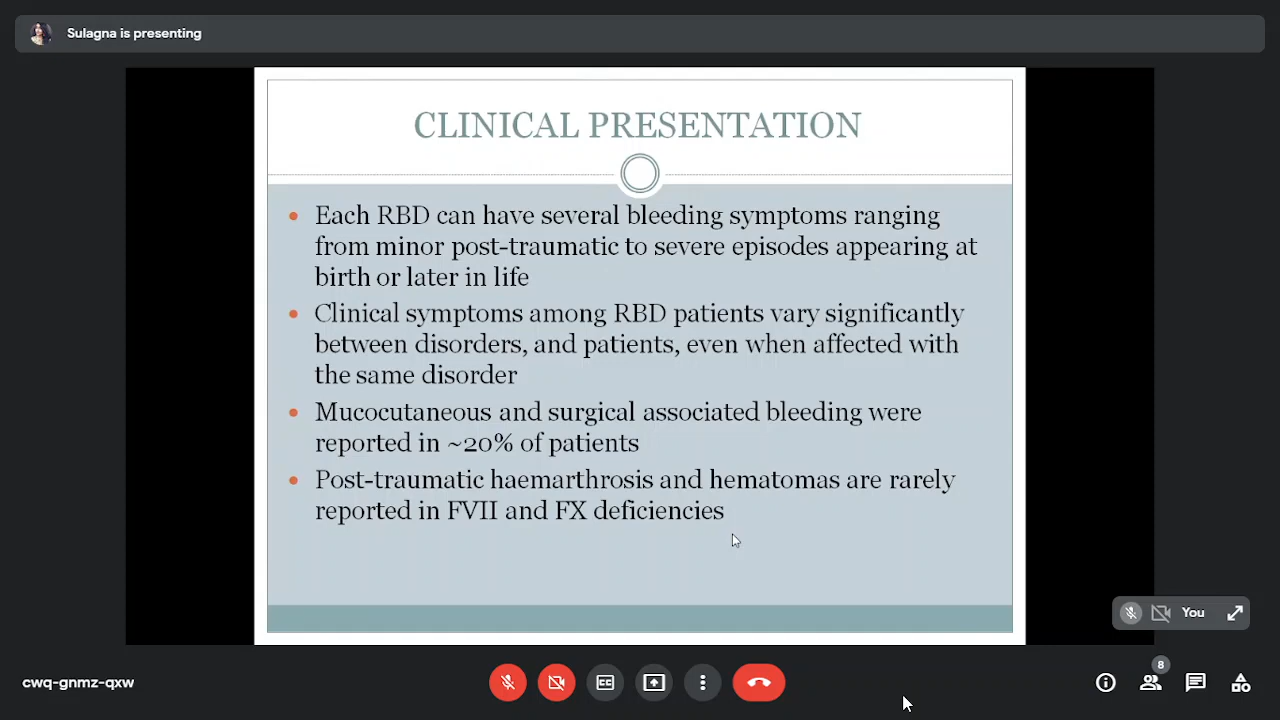 Sulagna is presenting
CLINICAL PRESENTATION
• Each RBD can have several bleeding symptoms ranging
from minor post-traumatic to severe episodes appearing at
birth or later in life
• Clinical symptoms among RBD patients vary significantly
between disorders, and patients, even when affected with
the same disorder
• Mucocutaneous and surgical associated bleeding were
reported in ~20% of patients
• Post-traumatic haemarthrosis and hematomas are rarely
reported in FVII and FX deficiencies
You
cwq-gnmz-qxw
CC
8